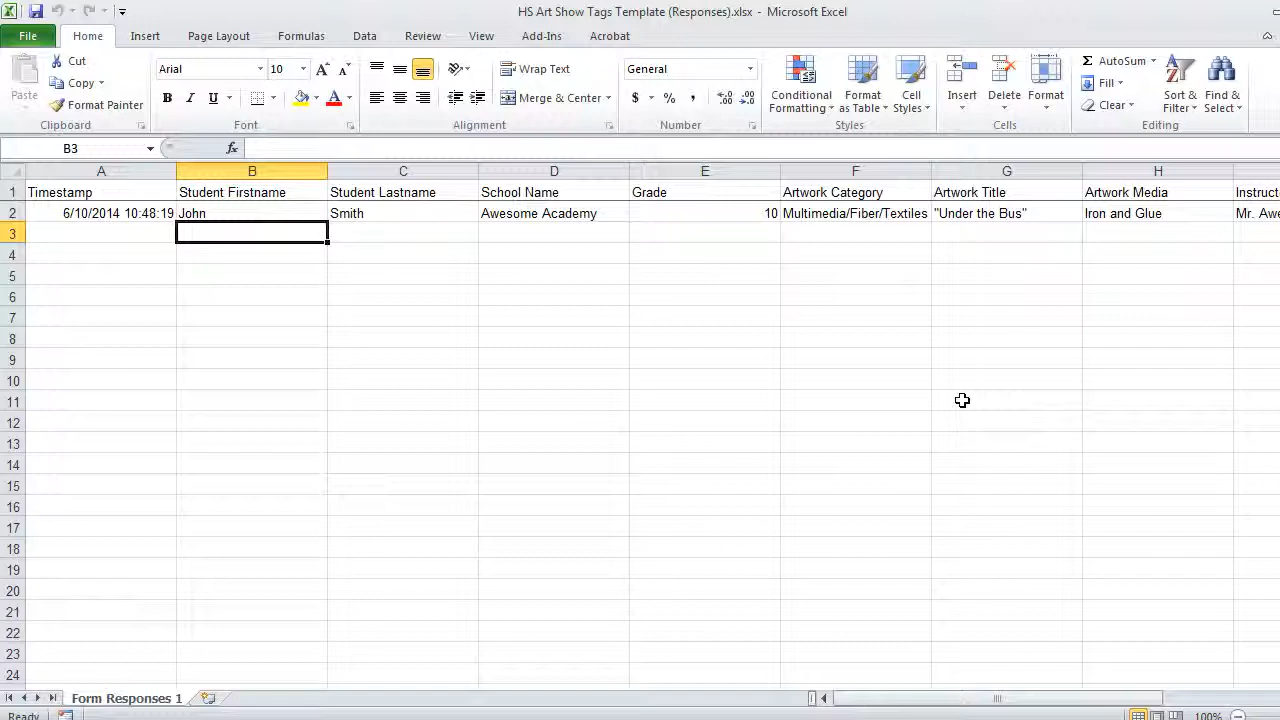 HS Art Show Tags Template (Responses).xlsx - Microsoft Excel
File Home Insert Page Layout Formulas Data Review View Add-Ins Acrobat
Paste
Cut
Copy
Format Painter
Clipboard
Arial 10
B I U
Font
Wrap Text
Merge & Center
Alignment
General
$ % ,
Number
Conditional Formatting
Format as Table
Cell Styles
Styles
Insert Delete Format
Cells
AutoSum
Fill
Clear
Sort & Filter
Find & Select
Editing
B3 fx
A B C D E F G H
1 Timestamp Student Firstname Student Lastname School Name Grade Artwork Category Artwork Title Artwork Media Instruct
2 6/10/2014 10:48:19 John Smith Awesome Academy 10 Multimedia/Fiber/Textiles "Under the Bus" Iron and Glue Mr. Awe
3
4
5
6
7
8
9
10
11
12
13
14
15
16
17
18
19
20
21
22
23
24
Form Responses 1
Ready 100%